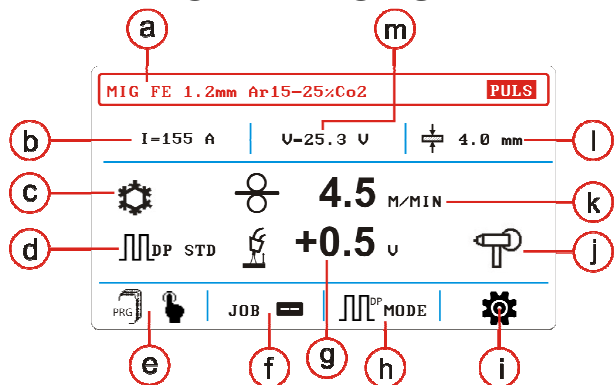 a
m
MIG FE 1.2mm Ar15-25%Co2 PULS
b I=155 A V=25.3 V 4.0 mm l
c 4.5 M/MIN k
d DP STD +0.5 V j
PRG JOB DP MODE
e f g h i